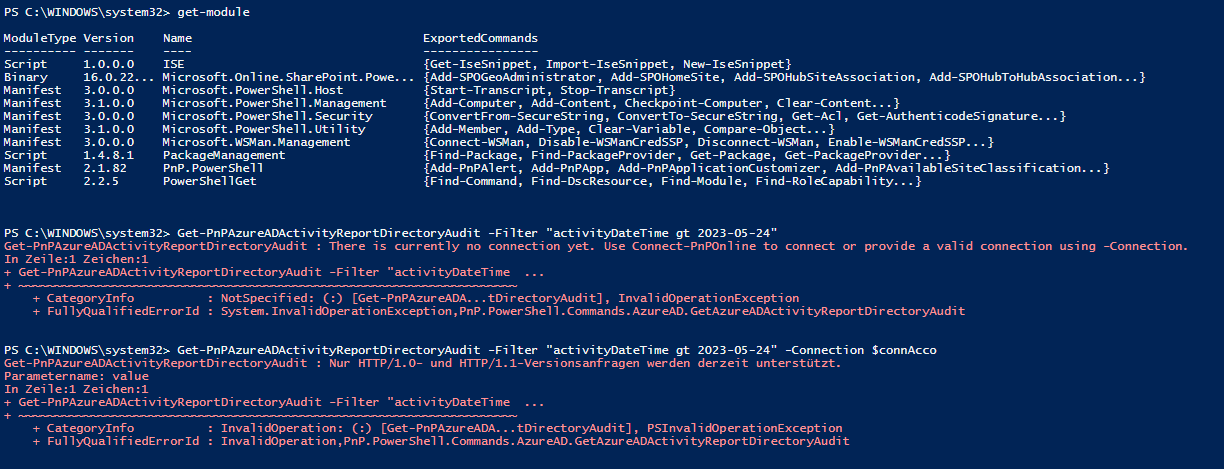 PS C:\WINDOWS\system32> get-module
ModuleType Version    Name                                ExportedCommands
---------- -------    ----                                ----------------
Script     1.0.0.0    ISE                                 {Get-IseSnippet, Import-IseSnippet, New-IseSnippet}
Binary     16.0.22... Microsoft.Online.SharePoint.Powe... {Add-SPOGeoAdministrator, Add-SPOHomeSite, Add-SPOHubSiteAssociation, Add-SPOHubToHubAssociation...}
Manifest   3.0.0.0    Microsoft.PowerShell.Host           {Start-Transcript, Stop-Transcript}
Manifest   3.1.0.0    Microsoft.PowerShell.Management     {Add-Computer, Add-Content, Checkpoint-Computer, Clear-Content...}
Manifest   3.0.0.0    Microsoft.PowerShell.Security       {ConvertFrom-SecureString, ConvertTo-SecureString, Get-Acl, Get-AuthenticodeSignature...}
Manifest   3.1.0.0    Microsoft.PowerShell.Utility        {Add-Member, Add-Type, Clear-Variable, Compare-Object...}
Manifest   3.0.0.0    Microsoft.WSMan.Management          {Connect-WSMan, Disable-WSManCredSSP, Disconnect-WSMan, Enable-WSManCredSSP...}
Script     1.4.8.1    PackageManagement                   {Find-Package, Find-PackageProvider, Get-Package, Get-PackageProvider...}
Manifest   2.1.82     PnP.PowerShell                      {Add-PnPAlert, Add-PnPApp, Add-PnPApplicationCustomizer, Add-PnPAvailableSiteClassification...}
Script     2.2.5      PowerShellGet                       {Find-Command, Find-DscResource, Find-Module, Find-RoleCapability...}
PS C:\WINDOWS\system32> Get-PnPAzureADActivityReportDirectoryAudit -Filter "activityDateTime gt 2023-05-24"
Get-PnPAzureADActivityReportDirectoryAudit : There is currently no connection yet. Use Connect-PnPOnline to connect or provide a valid connection using -Connection.
In Zeile:1 Zeichen:1
+ Get-PnPAzureADActivityReportDirectoryAudit -Filter "activityDateTime  ...
+ ~~~~~~~~~~~~~~~~~~~~~~~~~~~~~~~~~~~~~~~~~~~~~~~~~~~~~~~~~~~~~~~~~~~~~
    + CategoryInfo          : NotSpecified: (:) [Get-PnPAzureADA...tDirectoryAudit], InvalidOperationException
    + FullyQualifiedErrorId : System.InvalidOperationException,PnP.PowerShell.Commands.AzureAD.GetAzureADActivityReportDirectoryAudit
PS C:\WINDOWS\system32> Get-PnPAzureADActivityReportDirectoryAudit -Filter "activityDateTime gt 2023-05-24" -Connection $connAcco
Get-PnPAzureADActivityReportDirectoryAudit : Nur HTTP/1.0- und HTTP/1.1-Versionsanfragen werden derzeit unterstützt.
Parametername: value
In Zeile:1 Zeichen:1
+ Get-PnPAzureADActivityReportDirectoryAudit -Filter "activityDateTime  ...
+ ~~~~~~~~~~~~~~~~~~~~~~~~~~~~~~~~~~~~~~~~~~~~~~~~~~~~~~~~~~~~~~~~~~~~~
    + CategoryInfo          : InvalidOperation: (:) [Get-PnPAzureADA...tDirectoryAudit], PSInvalidOperationException
    + FullyQualifiedErrorId : InvalidOperation,PnP.PowerShell.Commands.AzureAD.GetAzureADActivityReportDirectoryAudit